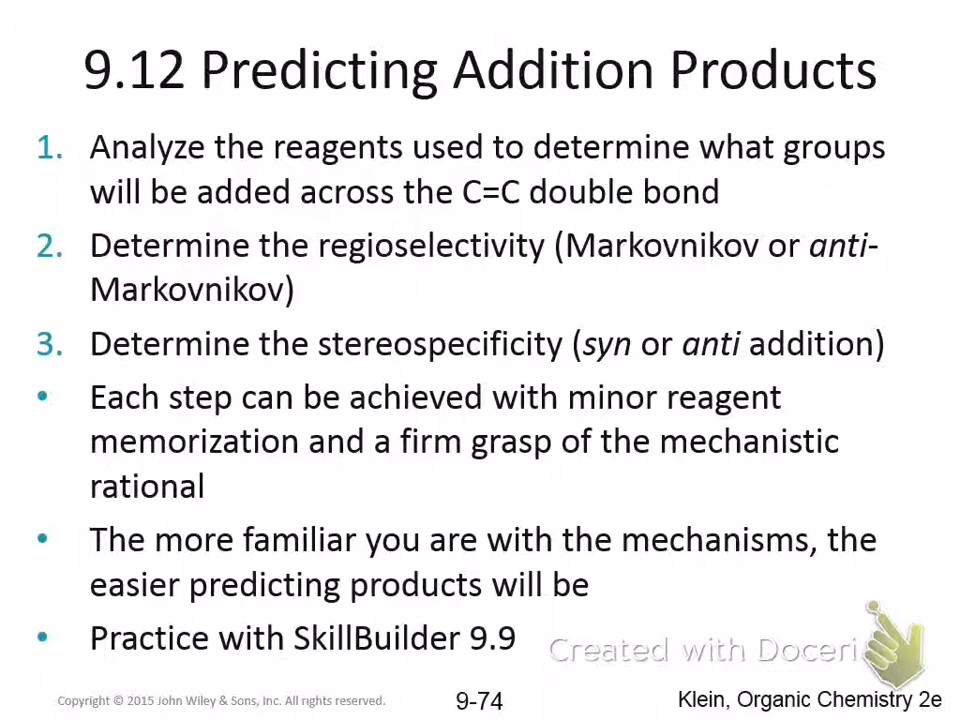 9.12 Predicting Addition Products
1. Analyze the reagents used to determine what groups
will be added across the C=C double bond
2. Determine the regioselectivity (Markovnikov or anti-
Markovnikov)
3. Determine the stereospecificity (syn or anti addition)
• Each step can be achieved with minor reagent
memorization and a firm grasp of the mechanistic
rational
• The more familiar you are with the mechanisms, the
easier predicting products will be
• Practice with SkillBuilder 9.9
Created with Doceri
Copyright © 2015 John Wiley & Sons, Inc. All rights reserved.
9-74
Klein, Organic Chemistry 2e